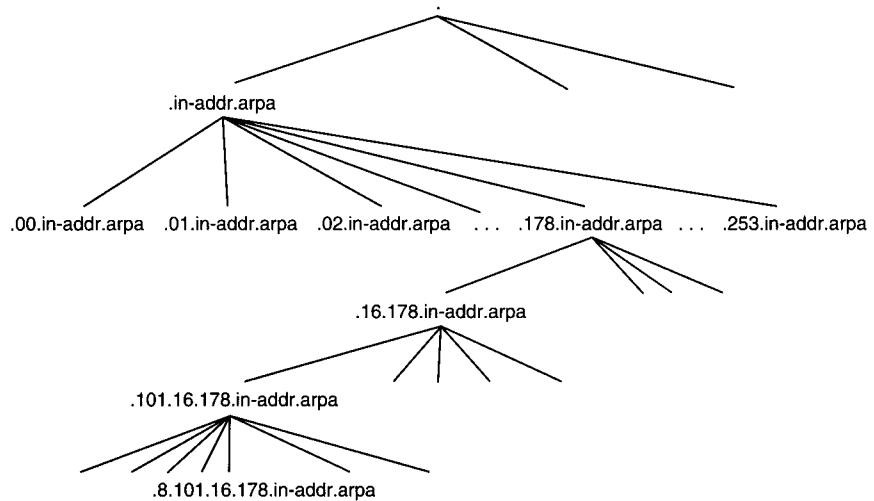 .
.in-addr.arpa
.00.in-addr.arpa .01.in-addr.arpa .02.in-addr.arpa ... .178.in-addr.arpa ... .253.in-addr.arpa
.16.178.in-addr.arpa
.101.16.178.in-addr.arpa
.8.101.16.178.in-addr.arpa